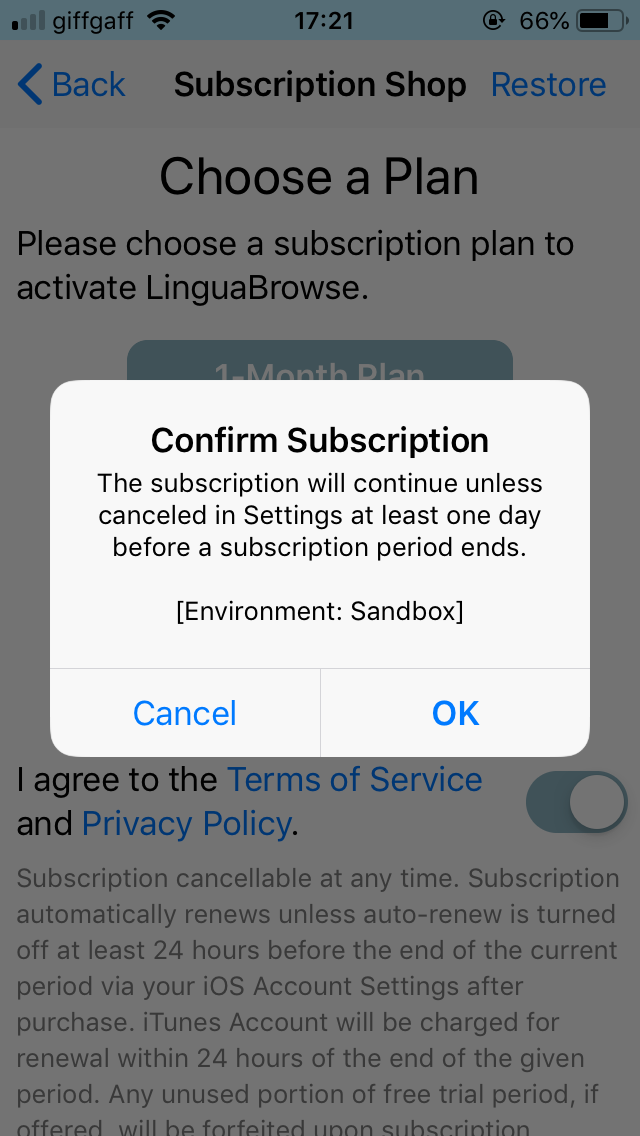 giffgaff 17:21 66%
Back Subscription Shop Restore
Choose a Plan
Please choose a subscription plan to
activate LinguaBrowse.
1-Month Plan
Confirm Subscription
The subscription will continue unless
canceled in Settings at least one day
before a subscription period ends.
[Environment: Sandbox]
Cancel OK
I agree to the Terms of Service
and Privacy Policy.
Subscription cancellable at any time. Subscription
automatically renews unless auto-renew is turned
off at least 24 hours before the end of the current
period via your iOS Account Settings after
purchase. iTunes Account will be charged for
renewal within 24 hours of the end of the given
period. Any unused portion of free trial period, if
offered, will be forfeited upon subscription